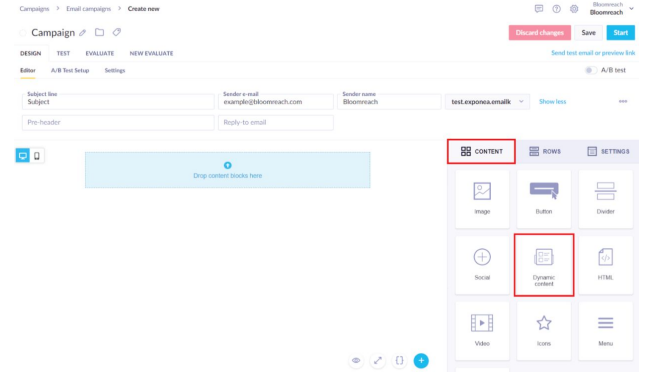 Campaigns > Email campaigns > Create new
Bloomreach
Bloomreach
Campaign
Discard changes
Save
Start
DESIGN
TEST
EVALUATE
NEW EVALUATE
Send test email or preview link
Editor
A/B Test Setup
Settings
A/B test
Subject line
Subject
Sender e-mail
example@bloomreach.com
Sender name
Bloomreach
test.exponea.emailk
Show less
Pre-header
Reply-to email
CONTENT
ROWS
SETTINGS
Drop content blocks here
Image
Button
Divider
Social
Dynamic
content
HTML
Video
Icons
Menu